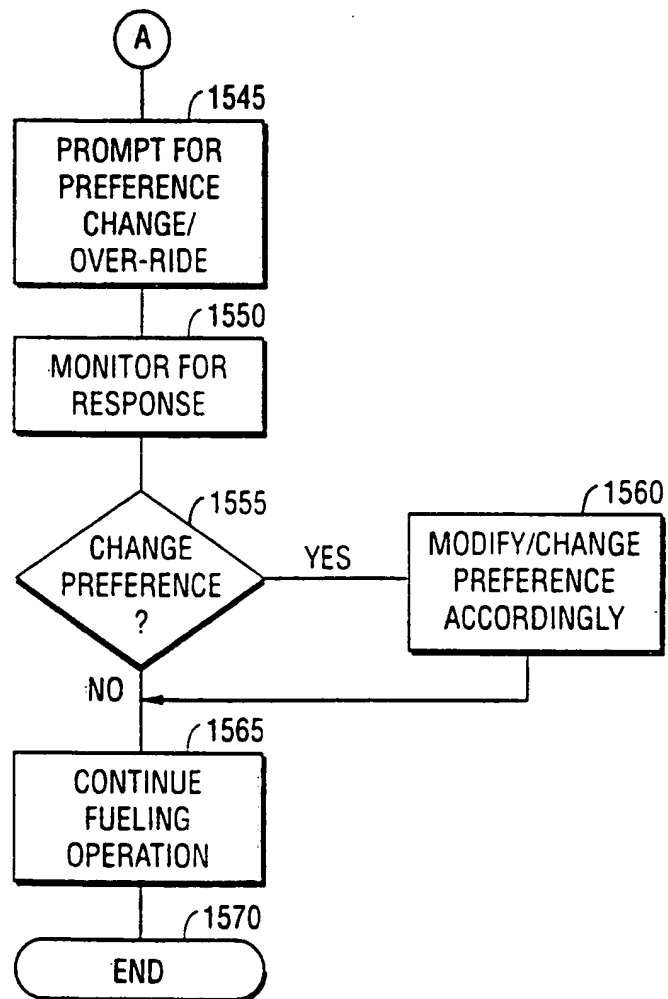 A
1545
PROMPT FOR
PREFERENCE
CHANGE/
OVER-RIDE
1550
MONITOR FOR
RESPONSE
1555
CHANGE
PREFERENCE
?
YES
1560
MODIFY/CHANGE
PREFERENCE
ACCORDINGLY
NO
1565
CONTINUE
FUELING
OPERATION
1570
END